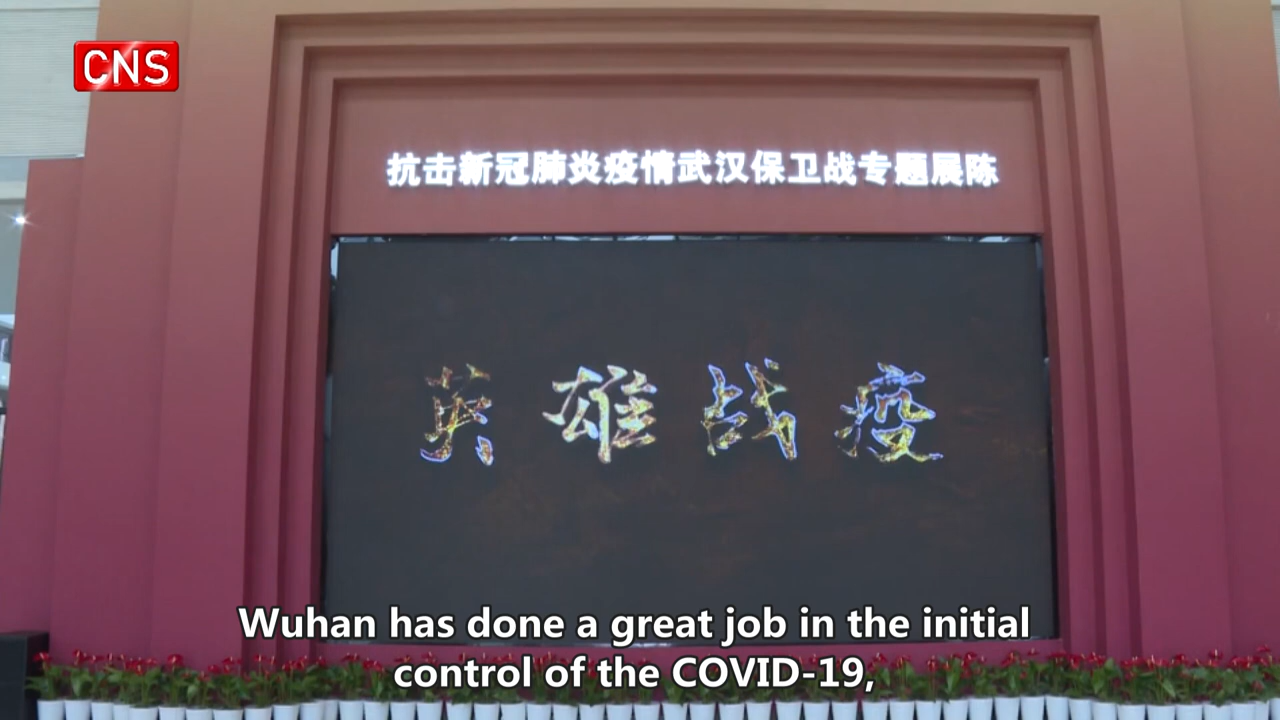 CNS
抗击新冠肺炎疫情武汉保卫战专题展陈
英雄战疫
Wuhan has done a great job in the initial
control of the COVID-19,